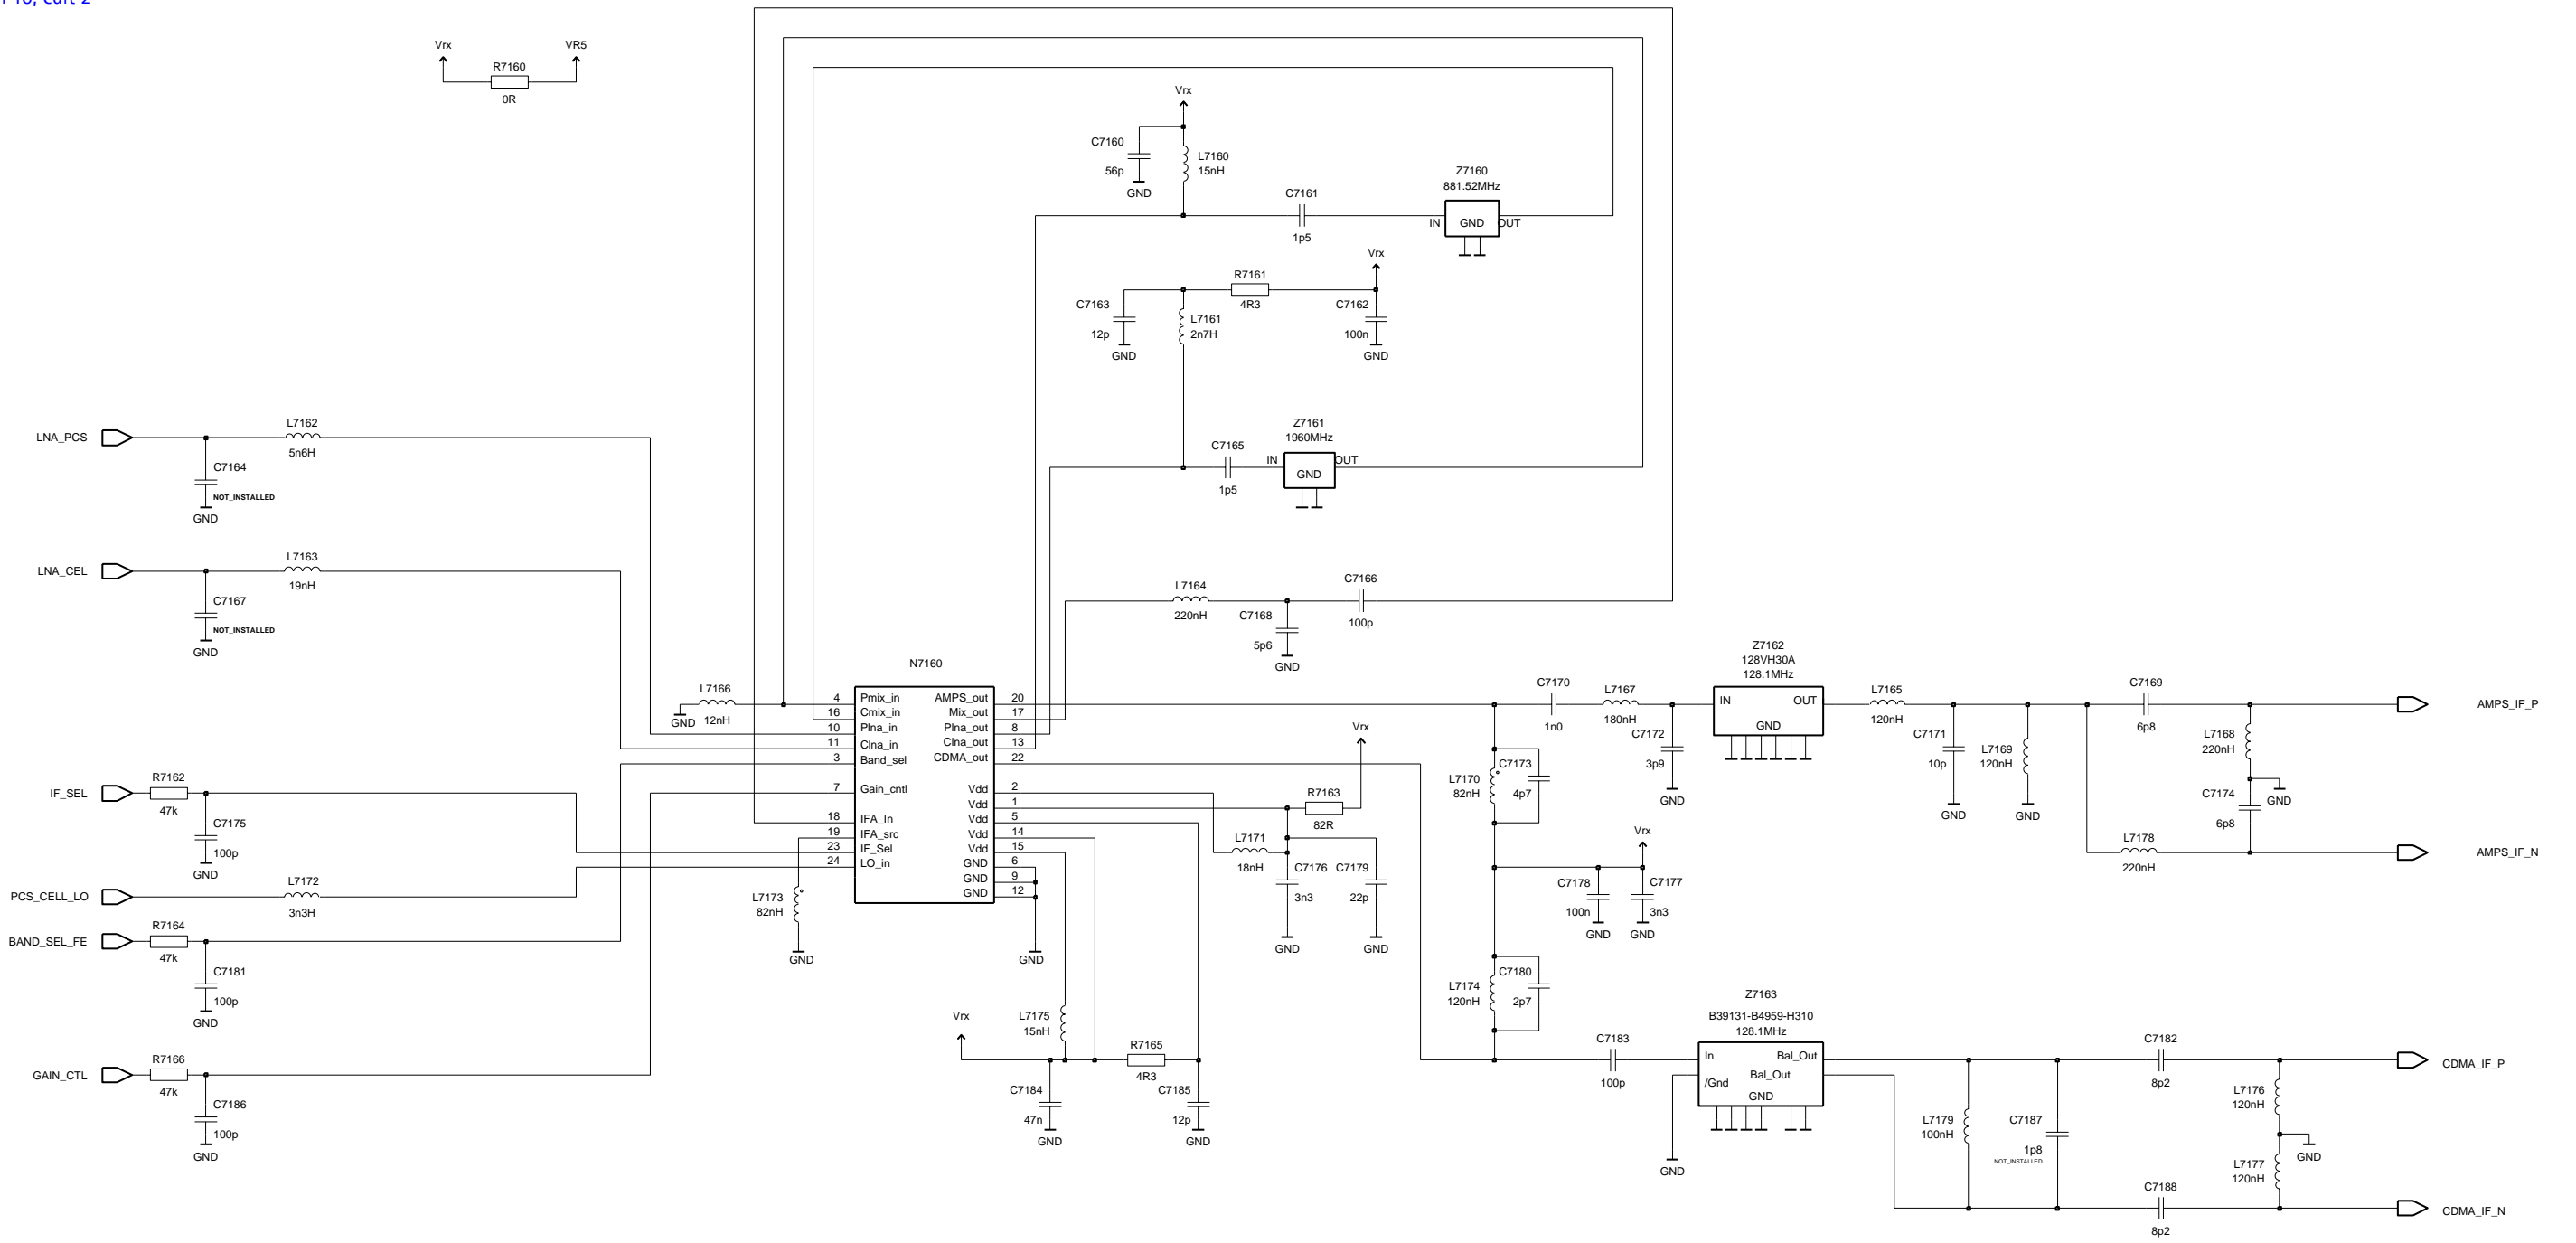 Vrx
VR5
R7160
0R
Vrx
C7160
56p
GND
L7160
15nH
C7161
1p5
Z7160
881.52MHz
IN
GND
OUT
Vrx
R7161
4R3
C7163
12p
GND
L7161
2n7H
C7162
100n
GND
Z7161
1960MHz
C7165
1p5
IN
GND
OUT
LNA_PCS
L7162
5n6H
C7164
NOT_INSTALLED
GND
LNA_CEL
L7163
19nH
C7167
NOT_INSTALLED
GND
L7164
220nH
C7168
5p6
GND
C7166
100p
N7160
L7166
12nH
GND
4 Pmix_in AMPS_out 20
16 Cmix_in Mix_out 17
10 Plna_in Plna_out 8
11 Clna_in Clna_out 13
3 Band_sel CDMA_out 22
7 Gain_cntl Vdd 2
Vdd 1
18 IFA_In Vdd 5
19 IFA_src Vdd 14
23 IF_Sel Vdd 15
24 LO_in GND 6
GND 9
GND 12
IF_SEL
R7162
47k
C7175
100p
GND
PCS_CELL_LO
L7172
3n3H
BAND_SEL_FE
R7164
47k
C7181
100p
GND
GAIN_CTL
R7166
47k
C7186
100p
GND
L7173
82nH
GND
GND
Vrx
R7163
82R
L7171
18nH
C7176
3n3
GND
C7179
22p
GND
Vrx
L7175
15nH
R7165
4R3
C7184
47n
GND
C7185
12p
GND
C7170
1n0
L7167
180nH
C7172
3p9
GND
Z7162
128VH30A
128.1MHz
IN
OUT
GND
L7165
120nH
C7171
10p
GND
L7169
120nH
GND
C7169
6p8
L7168
220nH
GND
C7174
6p8
L7178
220nH
AMPS_IF_P
AMPS_IF_N
L7170
82nH
C7173
4p7
Vrx
C7178
100n
GND
C7177
3n3
GND
L7174
120nH
C7180
2p7
C7183
100p
Z7163
B39131-B4959-H310
128.1MHz
In
Bal_Out
/Gnd
Bal_Out
GND
GND
L7179
100nH
C7187
1p8
NOT_INSTALLED
C7182
8p2
L7176
120nH
GND
L7177
120nH
C7188
8p2
CDMA_IF_P
CDMA_IF_N